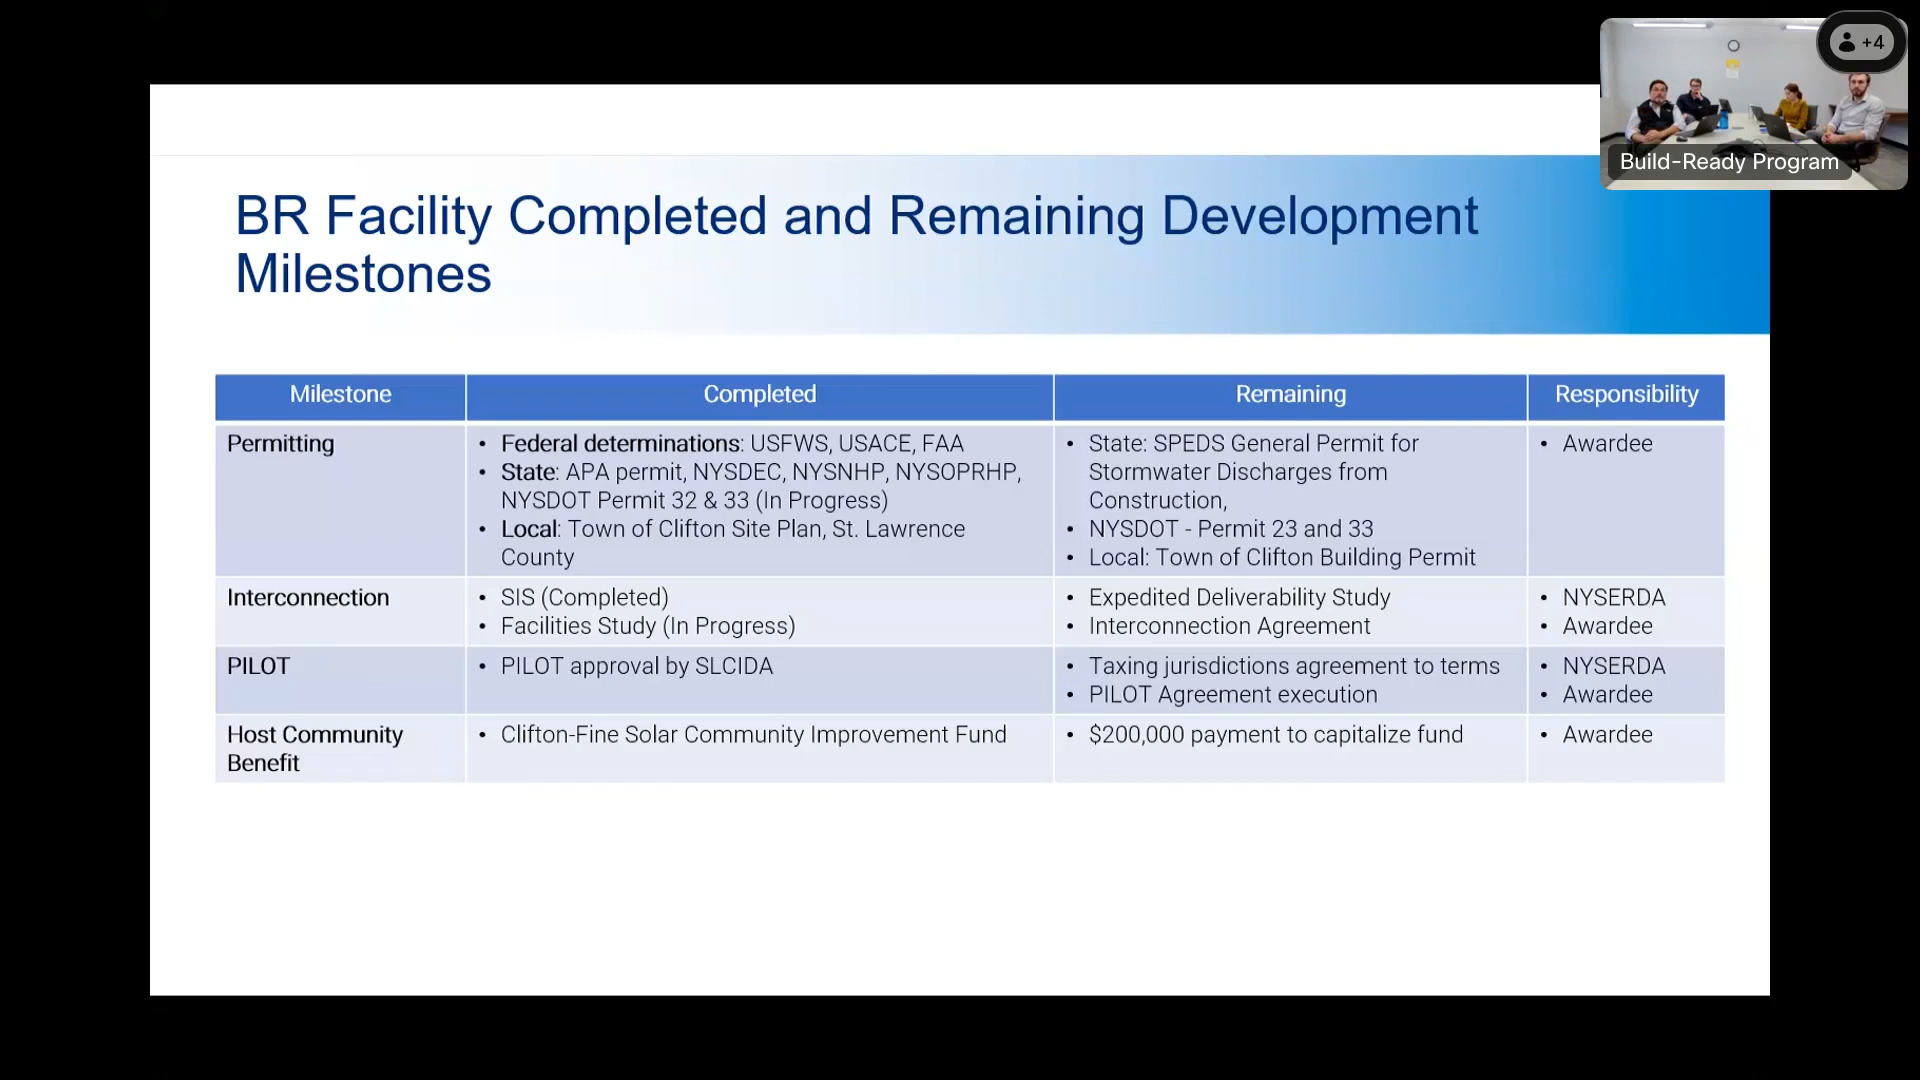 +4
Build-Ready Program
BR Facility Completed and Remaining Development
Milestones
Milestone
Completed
Remaining
Responsibility
Permitting
• Federal determinations: USFWS, USACE, FAA
• State: APA permit, NYSDEC, NYSNHP, NYSOPRHP,
NYSDOT Permit 32 & 33 (In Progress)
• Local: Town of Clifton Site Plan, St. Lawrence
County
• State: SPEDS General Permit for
Stormwater Discharges from
Construction,
• NYSDOT - Permit 23 and 33
• Local: Town of Clifton Building Permit
• Awardee
Interconnection
• SIS (Completed)
• Facilities Study (In Progress)
• Expedited Deliverability Study
• Interconnection Agreement
• NYSERDA
• Awardee
PILOT
• PILOT approval by SLCIDA
• Taxing jurisdictions agreement to terms
• PILOT Agreement execution
• NYSERDA
• Awardee
Host Community
Benefit
• Clifton-Fine Solar Community Improvement Fund
• $200,000 payment to capitalize fund
• Awardee